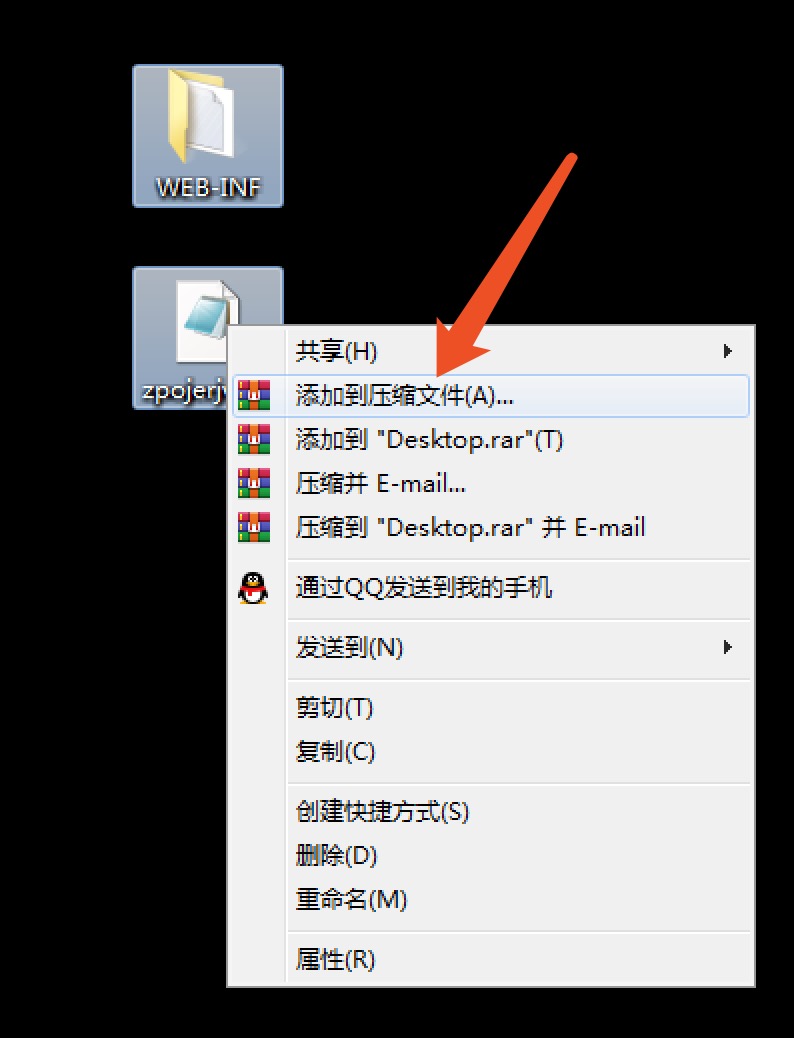 WEB-INF
共享(H)
zpojerj
添加到压缩文件(A)...
添加到 "Desktop.rar"(T)
压缩并 E-mail...
压缩到 "Desktop.rar" 并 E-mail
通过QQ发送到我的手机
发送到(N)
剪切(T)
复制(C)
创建快捷方式(S)
删除(D)
重命名(M)
属性(R)